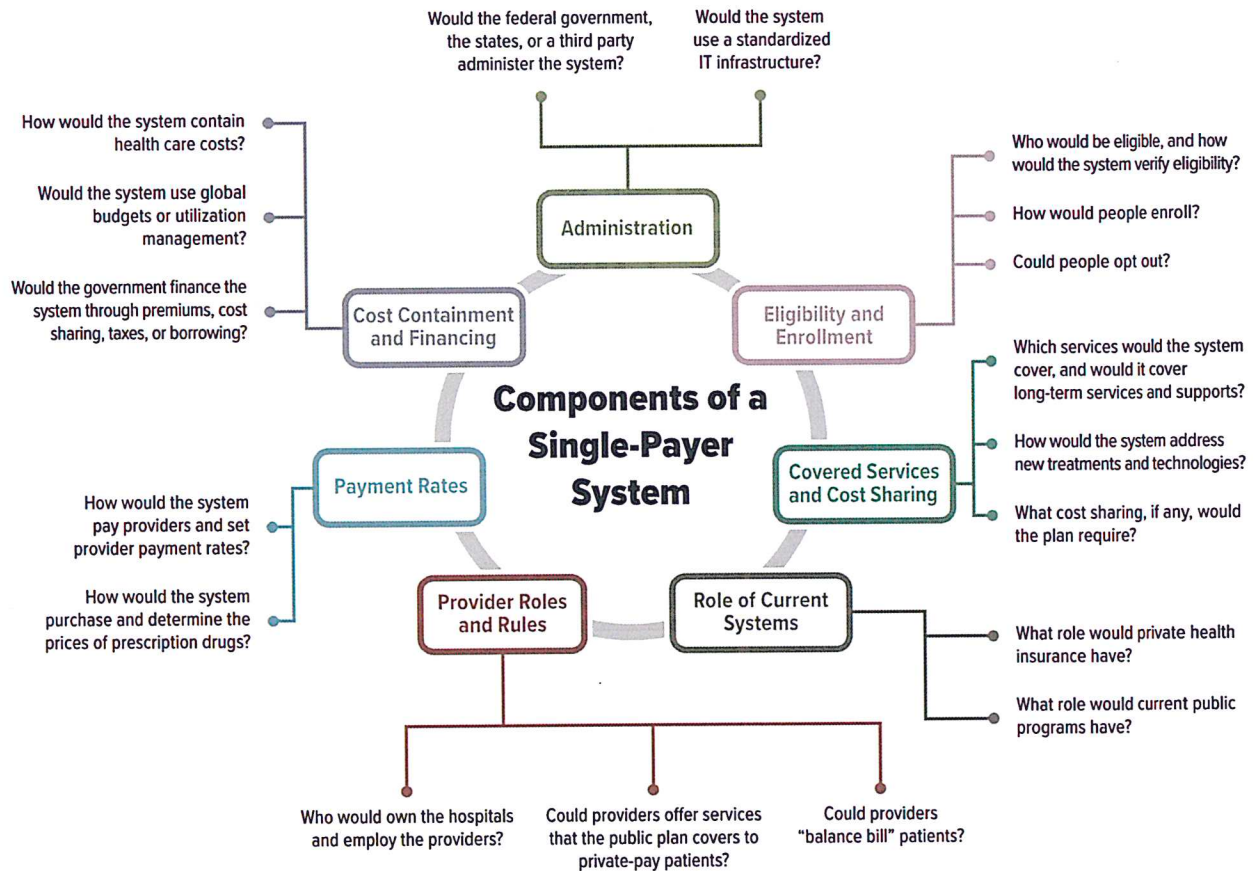 Would the federal government,
the states, or a third party
administer the system?
Would the system
use a standardized
IT infrastructure?
How would the system contain
health care costs?
Would the system use global
budgets or utilization
management?
Would the government finance the
system through premiums, cost
sharing, taxes, or borrowing?
Who would be eligible, and how
would the system verify eligibility?
How would people enroll?
Could people opt out?
Administration
Cost Containment
and Financing
Eligibility and
Enrollment
Components of a
Single-Payer
System
Which services would the system
cover, and would it cover
long-term services and supports?
How would the system address
new treatments and technologies?
What cost sharing, if any, would
the plan require?
Payment Rates
Covered Services
and Cost Sharing
How would the system
pay providers and set
provider payment rates?
How would the system
purchase and determine the
prices of prescription drugs?
Provider Roles
and Rules
Role of Current
Systems
What role would private health
insurance have?
What role would current public
programs have?
Who would own the hospitals
and employ the providers?
Could providers offer services
that the public plan covers to
private-pay patients?
Could providers
"balance bill" patients?